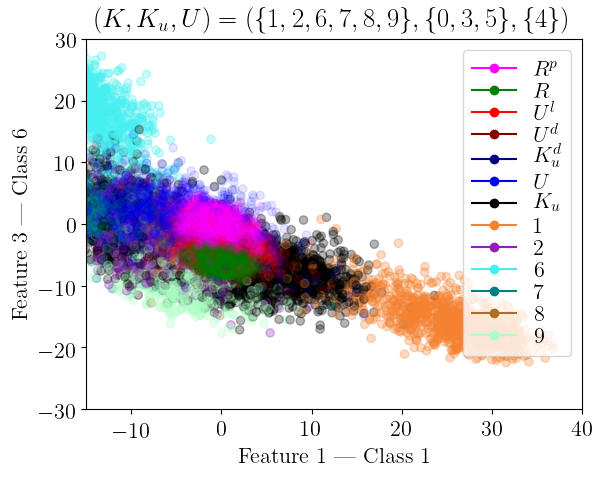 (K, K_u, U) = ({1, 2, 6, 7, 8, 9}, {0, 3, 5}, {4})
30
20
10
0
−10
−20
−30
Feature 3 — Class 6
R^p
R
U^l
U^d
K_u^d
U
K_u
1
2
6
7
8
9
−10
0
10
20
30
40
Feature 1 — Class 1